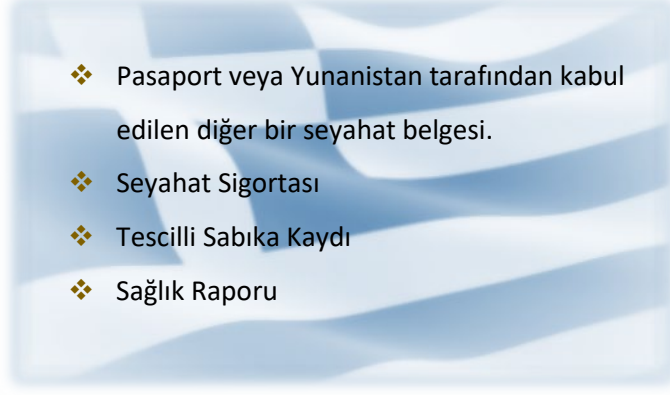 ❖ Pasaport veya Yunanistan tarafından kabul
edilen diğer bir seyahat belgesi.
❖ Seyahat Sigortası
❖ Tescilli Sabıka Kaydı
❖ Sağlık Raporu